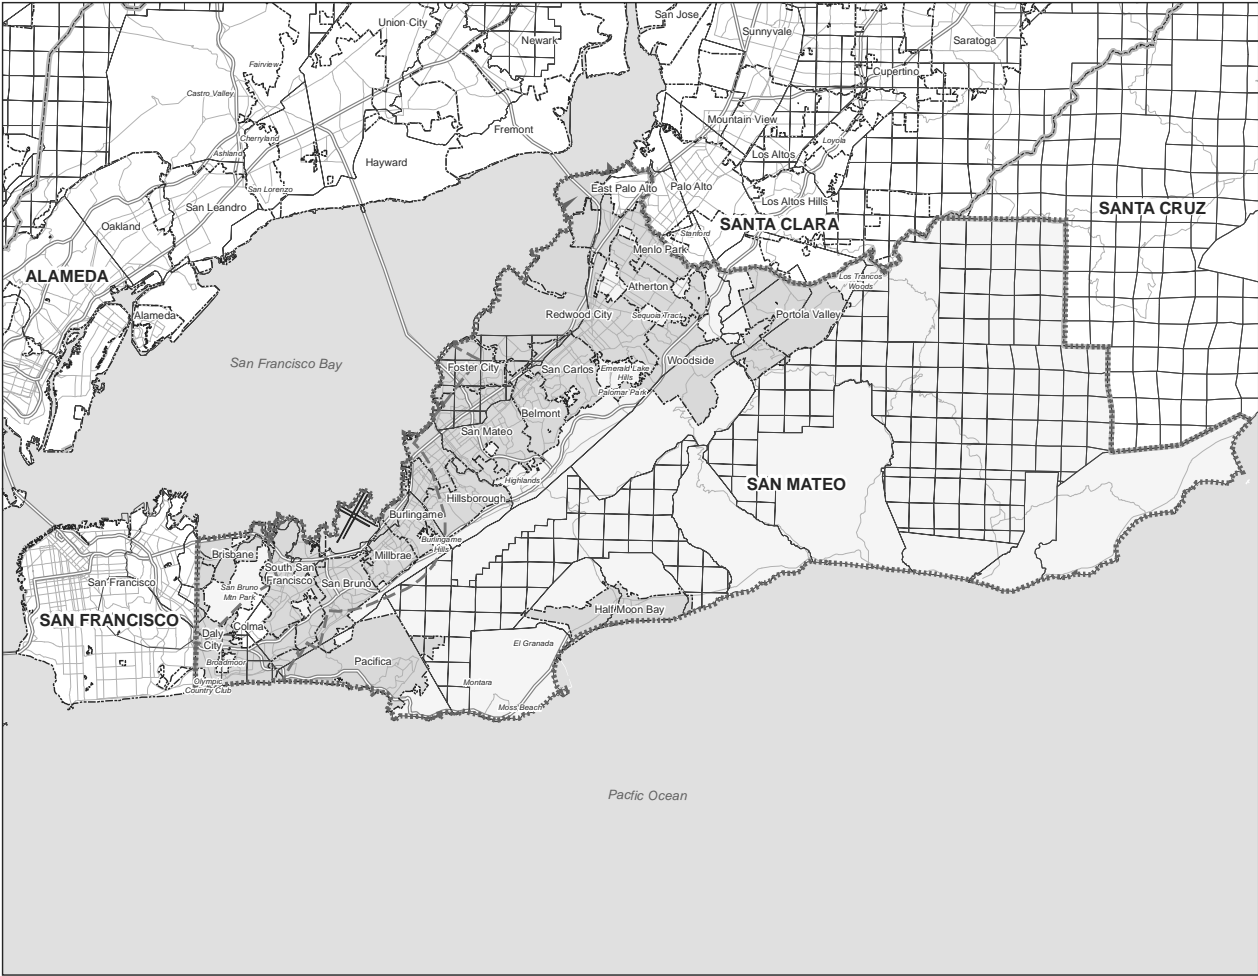 San Jose
Union City
Sunnyvale
Newark
Saratoga
Fairview
Cupertino
Castro Valley
Mountain View
Fremont
Cherryland
Loyola
Ashland
Los Altos
Hayward
San Lorenzo
East Palo Alto
Palo Alto
San Leandro
Los Altos Hills
SANTA CRUZ
Oakland
SANTA CLARA
Stanford
Menlo Park
ALAMEDA
Los Trancos
Woods
Atherton
Alameda
Redwood City
Sequoia Tract
Portola Valley
San Francisco Bay
Woodside
Foster City
San Carlos
Emerald Lake
Hills
Palomar Park
Belmont
San Mateo
Highlands
SAN MATEO
Hillsborough
Burlingame
Burlingame
Hills
Brisbane
Millbrae
South San
Francisco
San Francisco
San Bruno
San Bruno
Mtn Park
Half Moon Bay
SAN FRANCISCO
Colma
Daly
City
El Granada
Broadmoor
Pacifica
Olympic
Country Club
Montara
Moss Beach
Pacfic Ocean